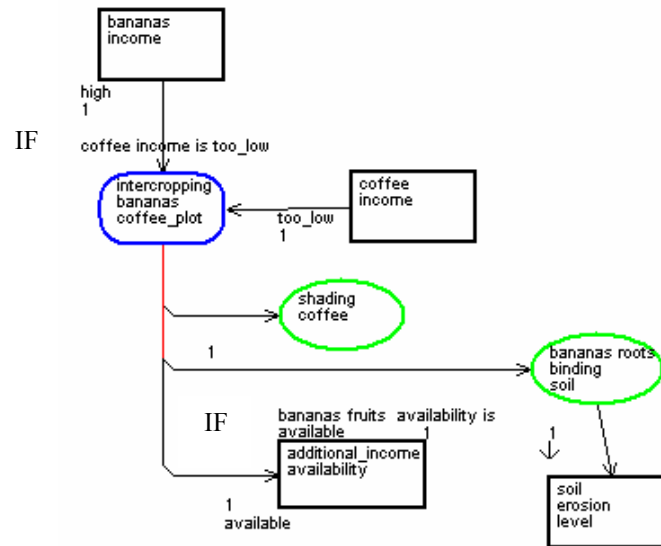 bananas
income
high
1
IF
coffee income is too_low
intercropping
bananas
coffee_plot
coffee
income
too_low
1
shading
coffee
1
bananas roots
binding
soil
IF
bananas fruits availability is
available
1
1
additional_income
availability
1
available
soil
erosion
level